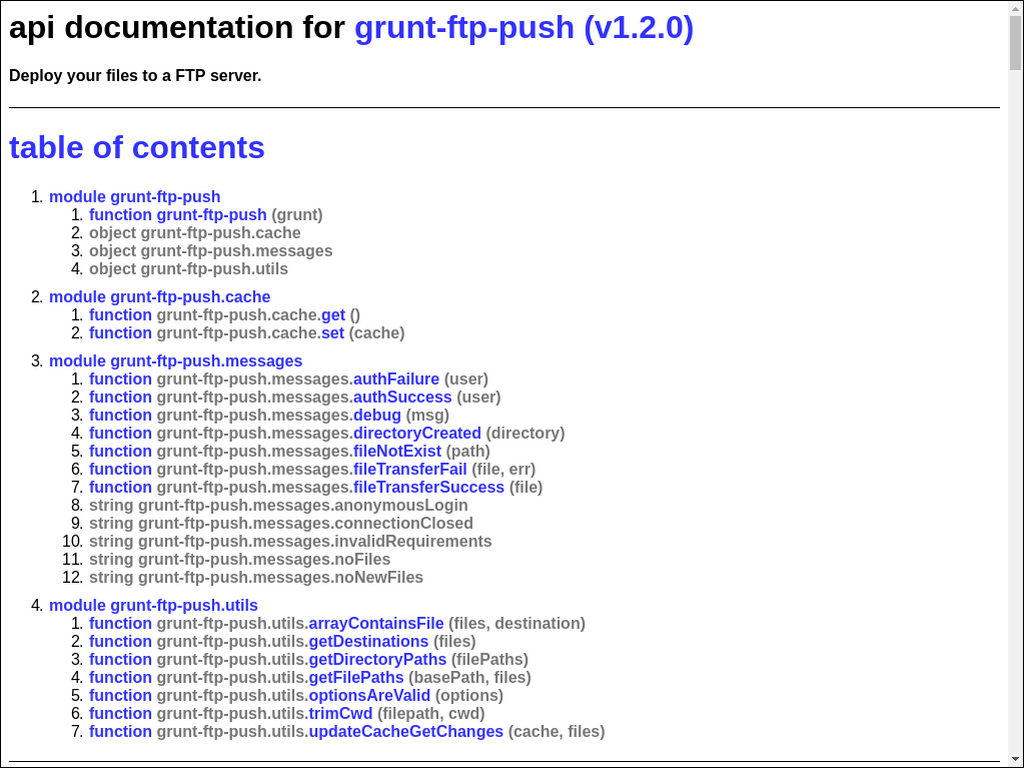 api documentation for grunt-ftp-push (v1.2.0)
Deploy your files to a FTP server.
table of contents
1. module grunt-ftp-push
1. function grunt-ftp-push (grunt)
2. object grunt-ftp-push.cache
3. object grunt-ftp-push.messages
4. object grunt-ftp-push.utils
2. module grunt-ftp-push.cache
1. function grunt-ftp-push.cache.get ()
2. function grunt-ftp-push.cache.set (cache)
3. module grunt-ftp-push.messages
1. function grunt-ftp-push.messages.authFailure (user)
2. function grunt-ftp-push.messages.authSuccess (user)
3. function grunt-ftp-push.messages.debug (msg)
4. function grunt-ftp-push.messages.directoryCreated (directory)
5. function grunt-ftp-push.messages.fileNotExist (path)
6. function grunt-ftp-push.messages.fileTransferFail (file, err)
7. function grunt-ftp-push.messages.fileTransferSuccess (file)
8. string grunt-ftp-push.messages.anonymousLogin
9. string grunt-ftp-push.messages.connectionClosed
10. string grunt-ftp-push.messages.invalidRequirements
11. string grunt-ftp-push.messages.noFiles
12. string grunt-ftp-push.messages.noNewFiles
4. module grunt-ftp-push.utils
1. function grunt-ftp-push.utils.arrayContainsFile (files, destination)
2. function grunt-ftp-push.utils.getDestinations (files)
3. function grunt-ftp-push.utils.getDirectoryPaths (filePaths)
4. function grunt-ftp-push.utils.getFilePaths (basePath, files)
5. function grunt-ftp-push.utils.optionsAreValid (options)
6. function grunt-ftp-push.utils.trimCwd (filepath, cwd)
7. function grunt-ftp-push.utils.updateCacheGetChanges (cache, files)